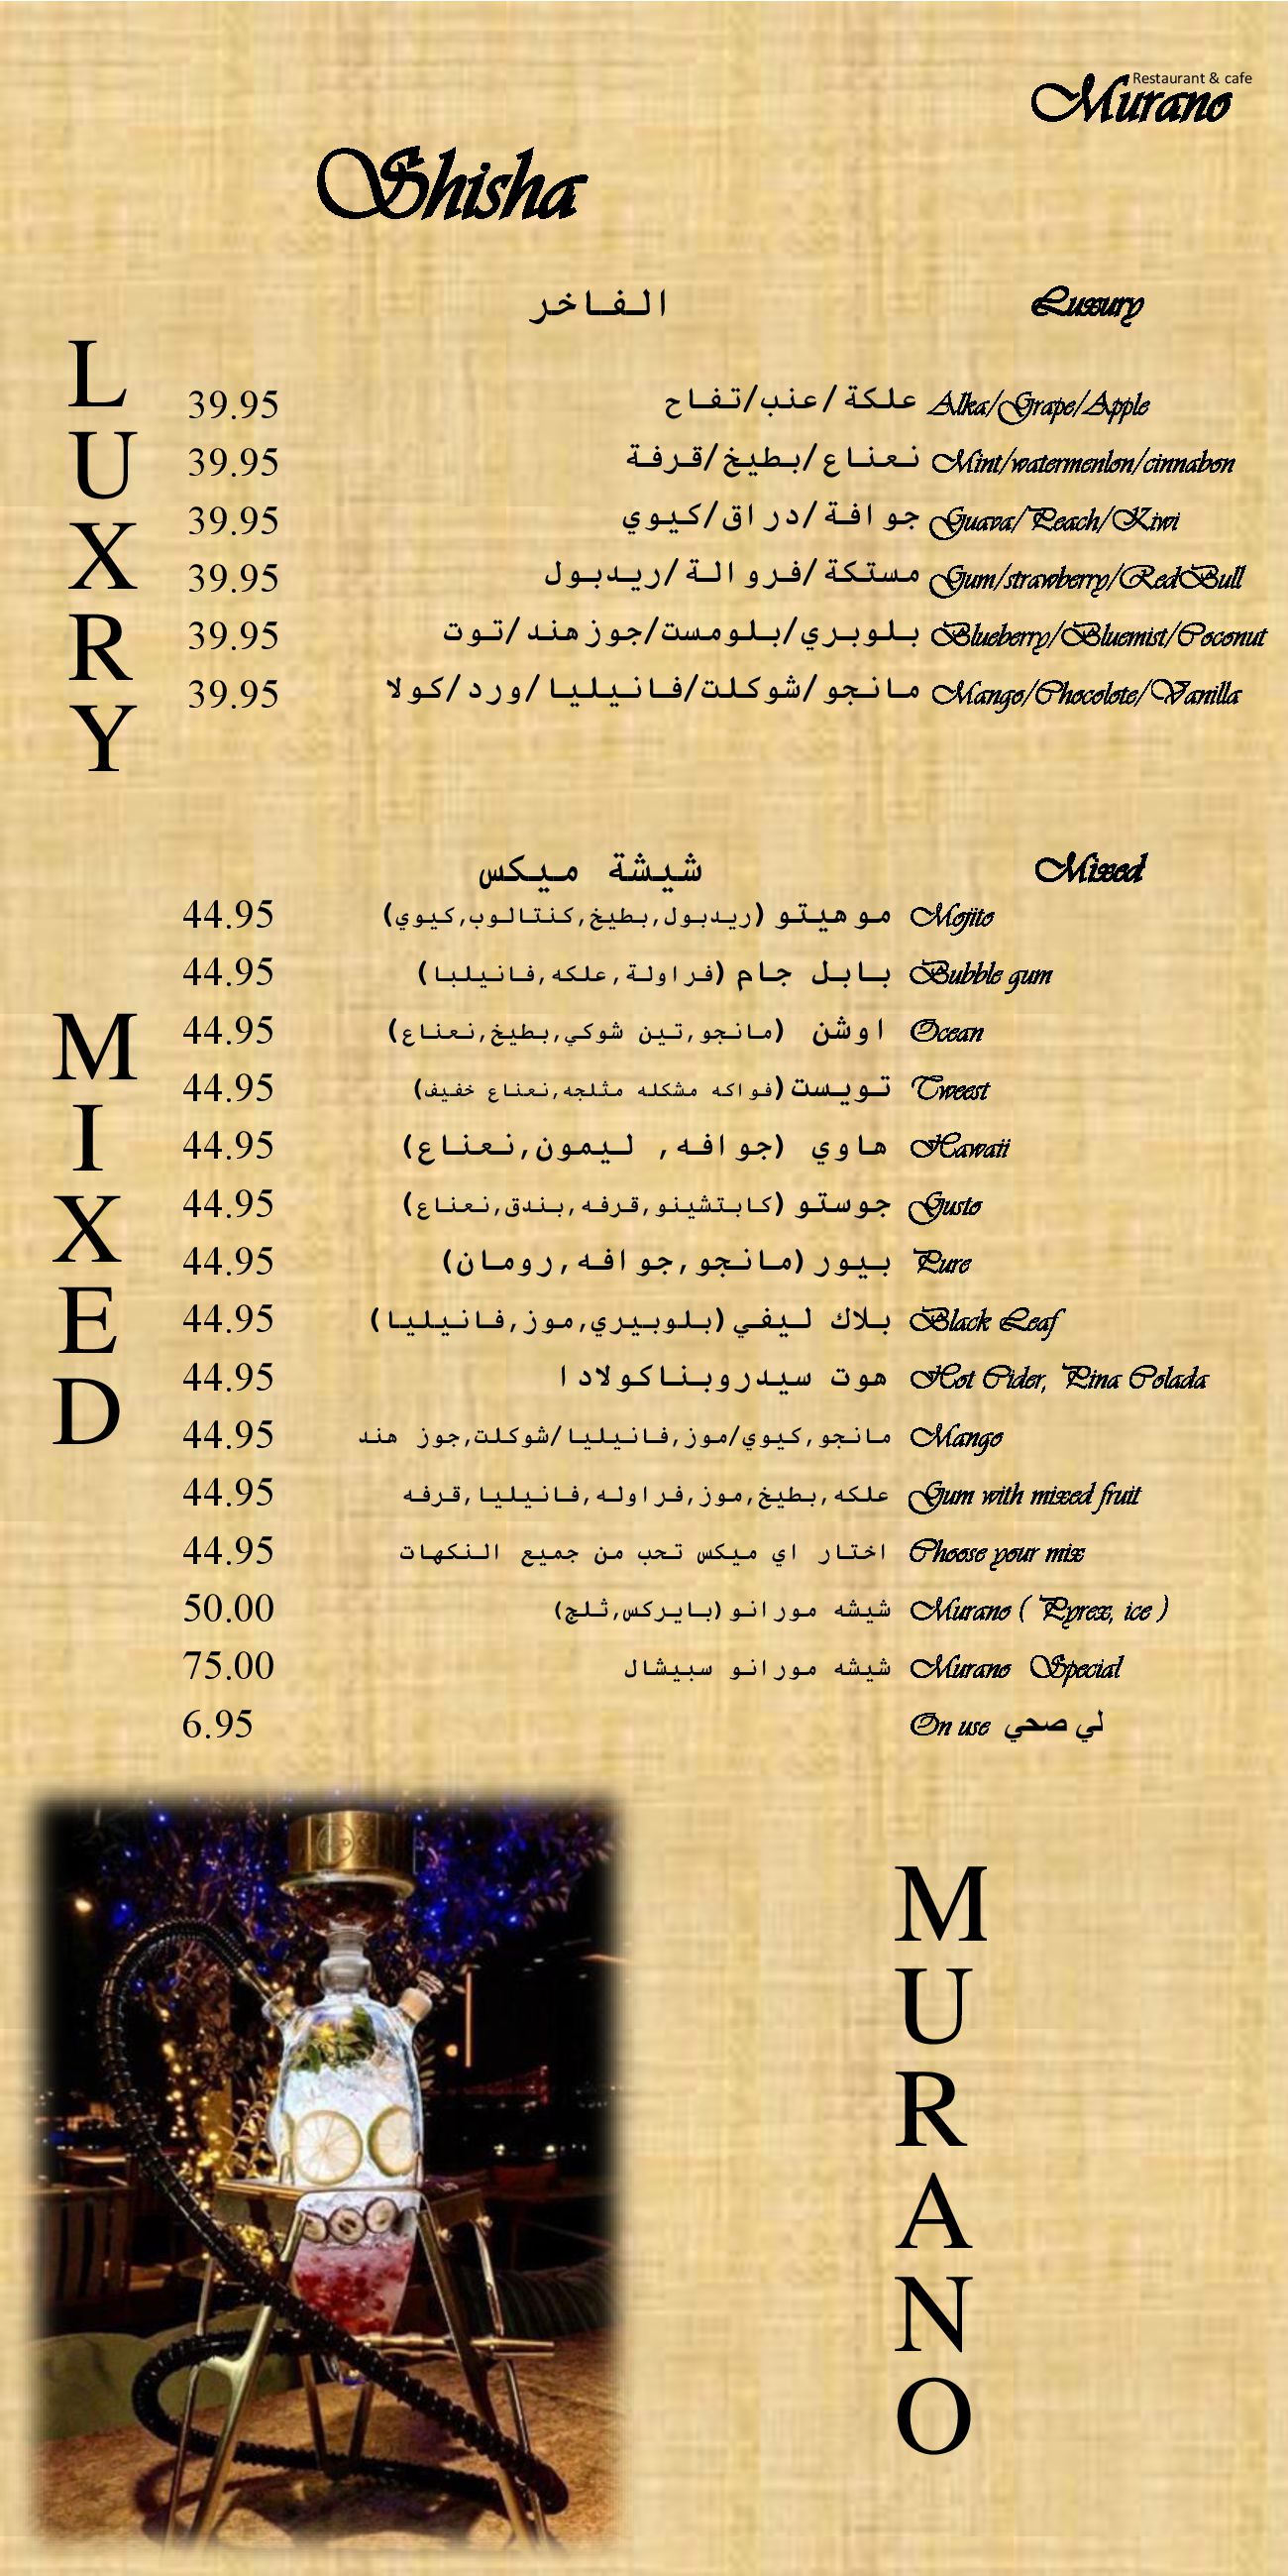 Restaurant & cafe
Murano
Shisha
الفاخر Luxury
LUXRY
39.95 علكة/عنب/تفاح Alka/Grape/Apple
39.95 نعناع/بطيخ/قرفة Mint/watermenlon/cinnabon
39.95 جوافة/دراق/كيوي Guava/Peach/Kiwi
39.95 مستكة/فروالة/ريدبول Gum/strawberry/RedBull
39.95 بلوبري/بلومست/جوزهند/توت Blueberry/Bluemist/Coconut
39.95 مانجو/شوكلت/فانيليا/ورد/كولا Mango/Chocolote/Vanilla
شيشة ميكس Mixed
MIXED
44.95 موهيتو (ريدبول,بطيخ,كنتالوب,كيوي) Mojito
44.95 بابل جام (فراولة,علكه,فانيلبا) Bubble gum
44.95 اوشن (مانجو,تين شوكي,بطيخ,نعناع) Ocean
44.95 تويست (فواكه مشكله مثلجه,نعناع خفيف) Tweest
44.95 هاوي (جوافه, ليمون,نعناع) Hawaii
44.95 جوستو (كابتشينو,قرفه,بندق,نعناع) Gusto
44.95 بيور (مانجو,جوافه,رومان) Pure
44.95 بلاك ليفي (بلوبيري,موز,فانيليا) Black Leaf
44.95 هوت سيدروبناكولادا Hot Cider, Pina Colada
44.95 مانجو,كيوي/موز,فانيليا/شوكلت,جوز هند Mango
44.95 علكه,بطيخ,موز,فراوله,فانيليا,قرفه Gum with mixed fruit
44.95 اختار اي ميكس تحب من جميع النكهات Choose your mix
50.00 شيشه مورانو (بايركس,ثلج) Murano ( Pyrex, ice )
75.00 شيشه مورانو سبيشال Murano Special
6.95 On use لي صحي
MURANO